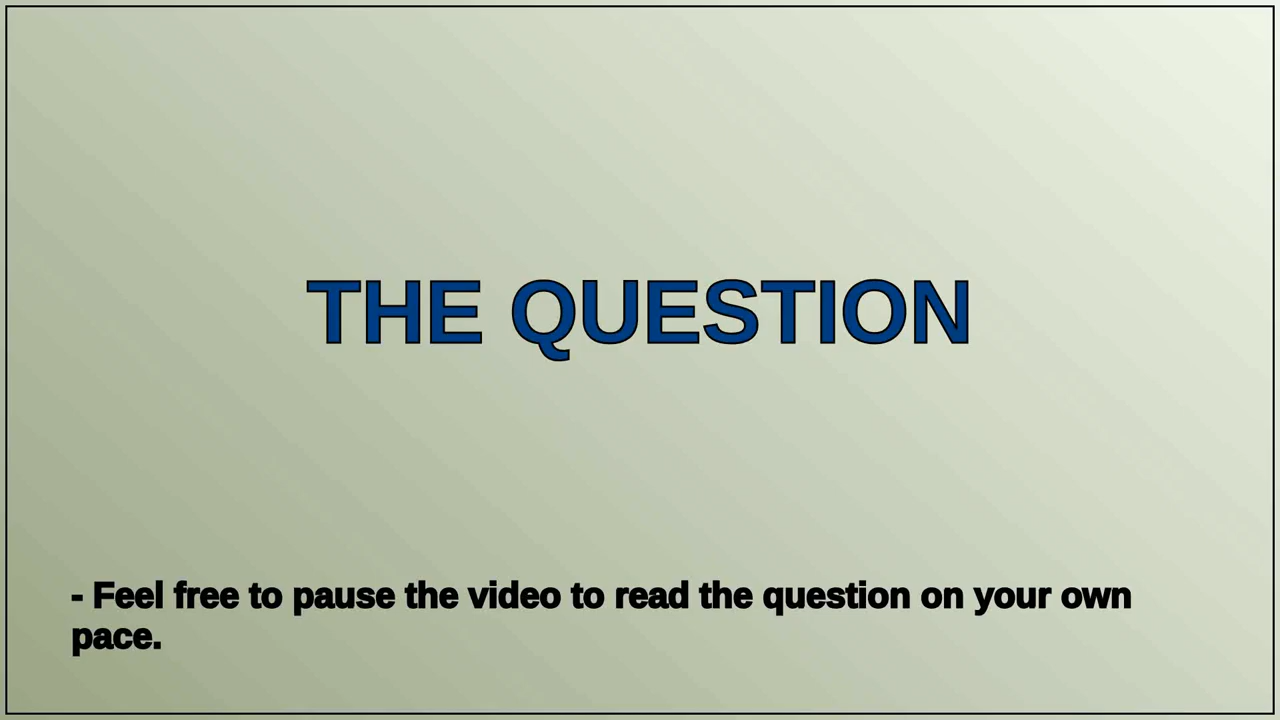 THE QUESTION
- Feel free to pause the video to read the question on your own
pace.